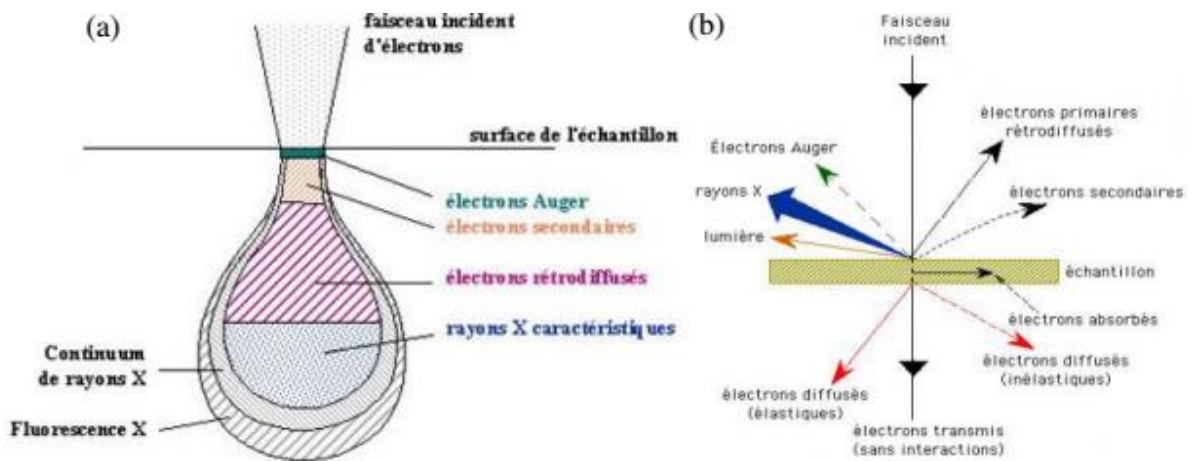 (a)
faisceau incident
d'électrons
surface de l'échantillon
électrons Auger
électrons secondaires
électrons rétrodiffusés
rayons X caractéristiques
Continuum
de rayons X
Fluorescence X
(b)
Faisceau
incident
électrons primaires
rétrodiffusés
Électrons Auger
rayons X
électrons secondaires
lumière
échantillon
électrons absorbés
électrons diffusés
(inélastiques)
électrons diffusés
(élastiques)
électrons transmis
(sans interactions)